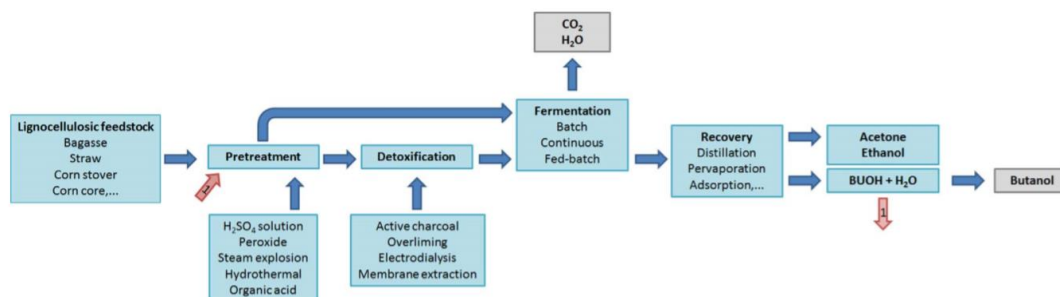 CO₂
H₂O
Lignocellulosic feedstock
Bagasse
Straw
Corn stover
Corn core,...
Pretreatment
1
H₂SO₄ solution
Peroxide
Steam explosion
Hydrothermal
Organic acid
Detoxification
Active charcoal
Overliming
Electrodialysis
Membrane extraction
Fermentation
Batch
Continuous
Fed-batch
Recovery
Distillation
Pervaporation
Adsorption,...
Acetone
Ethanol
BUOH + H₂O
1
Butanol